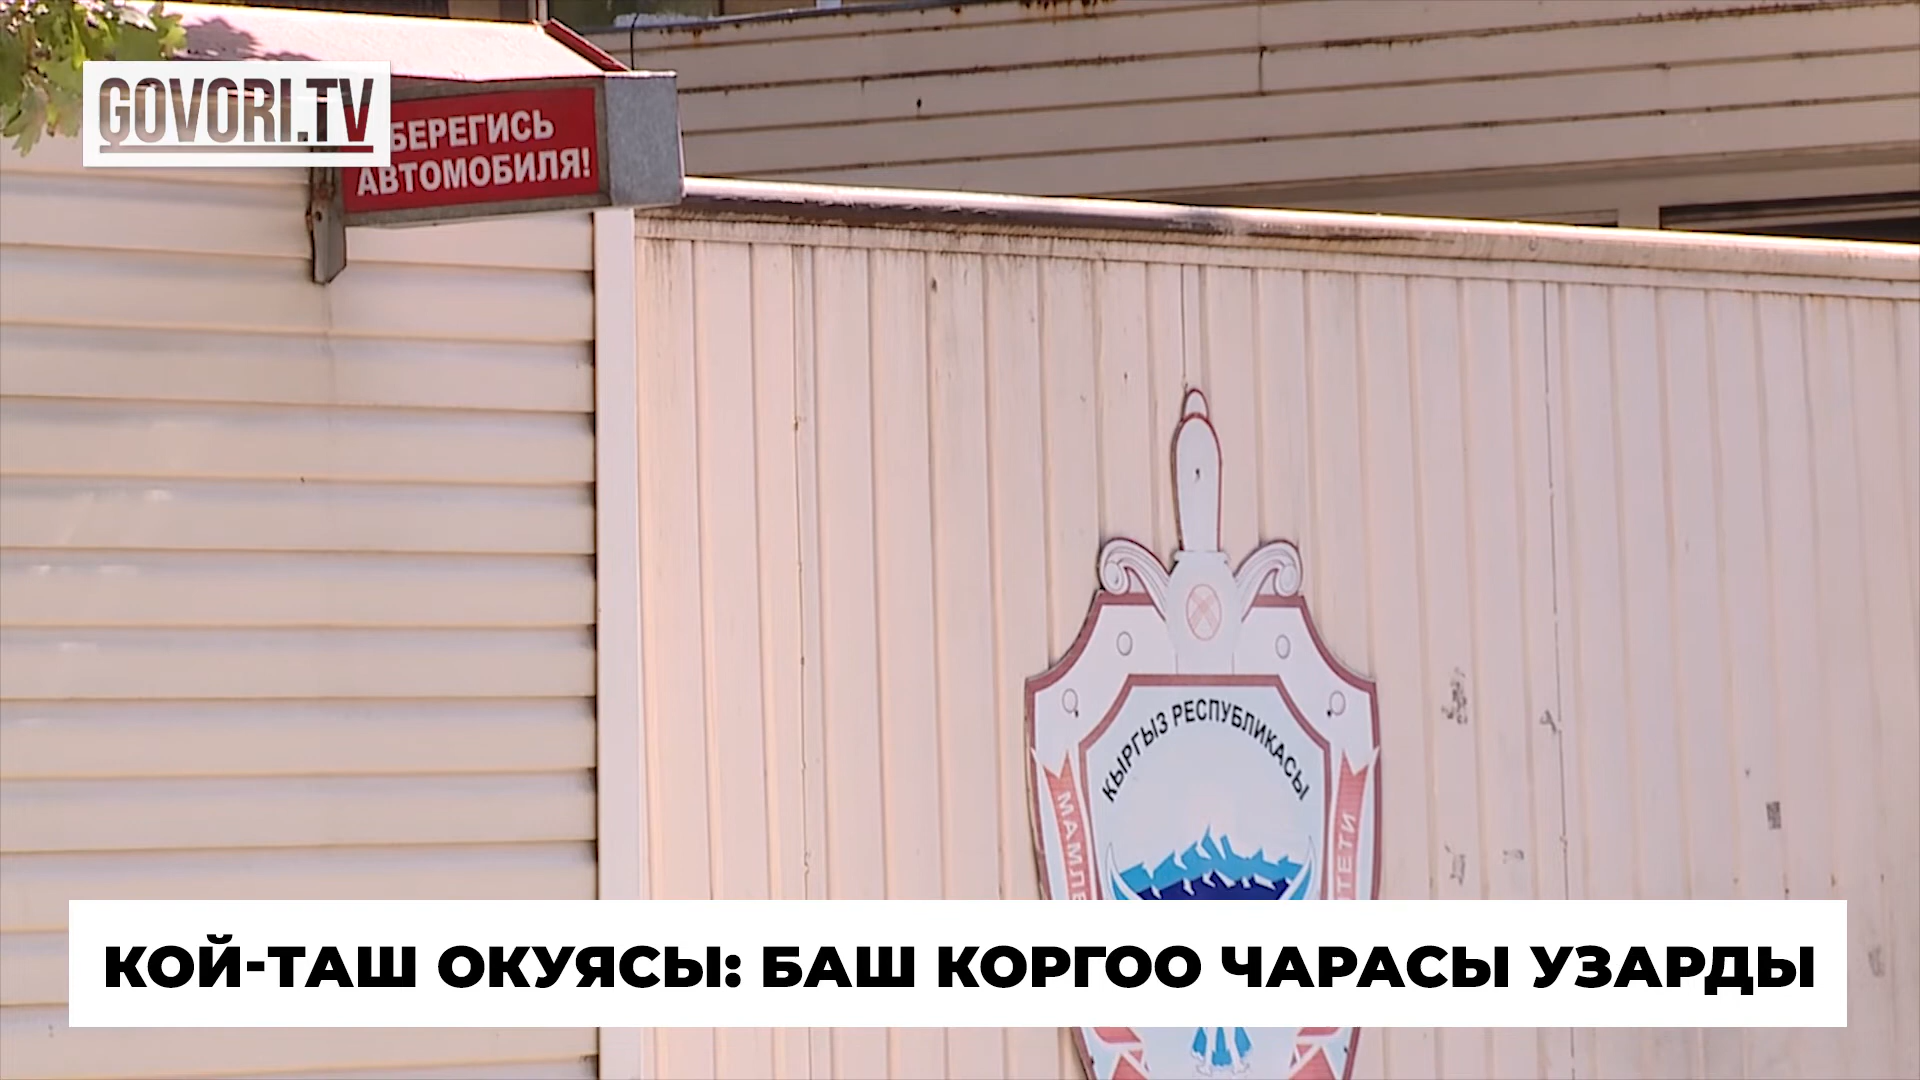 GOVORI.TV
БЕРЕГИСЬ
АВТОМОБИЛЯ!
КЫРГЫЗ РЕСПУБЛИКАСЫ
КОЙ-ТАШ ОКУЯСЫ: БАШ КОРГОО ЧАРАСЫ УЗАРДЫ